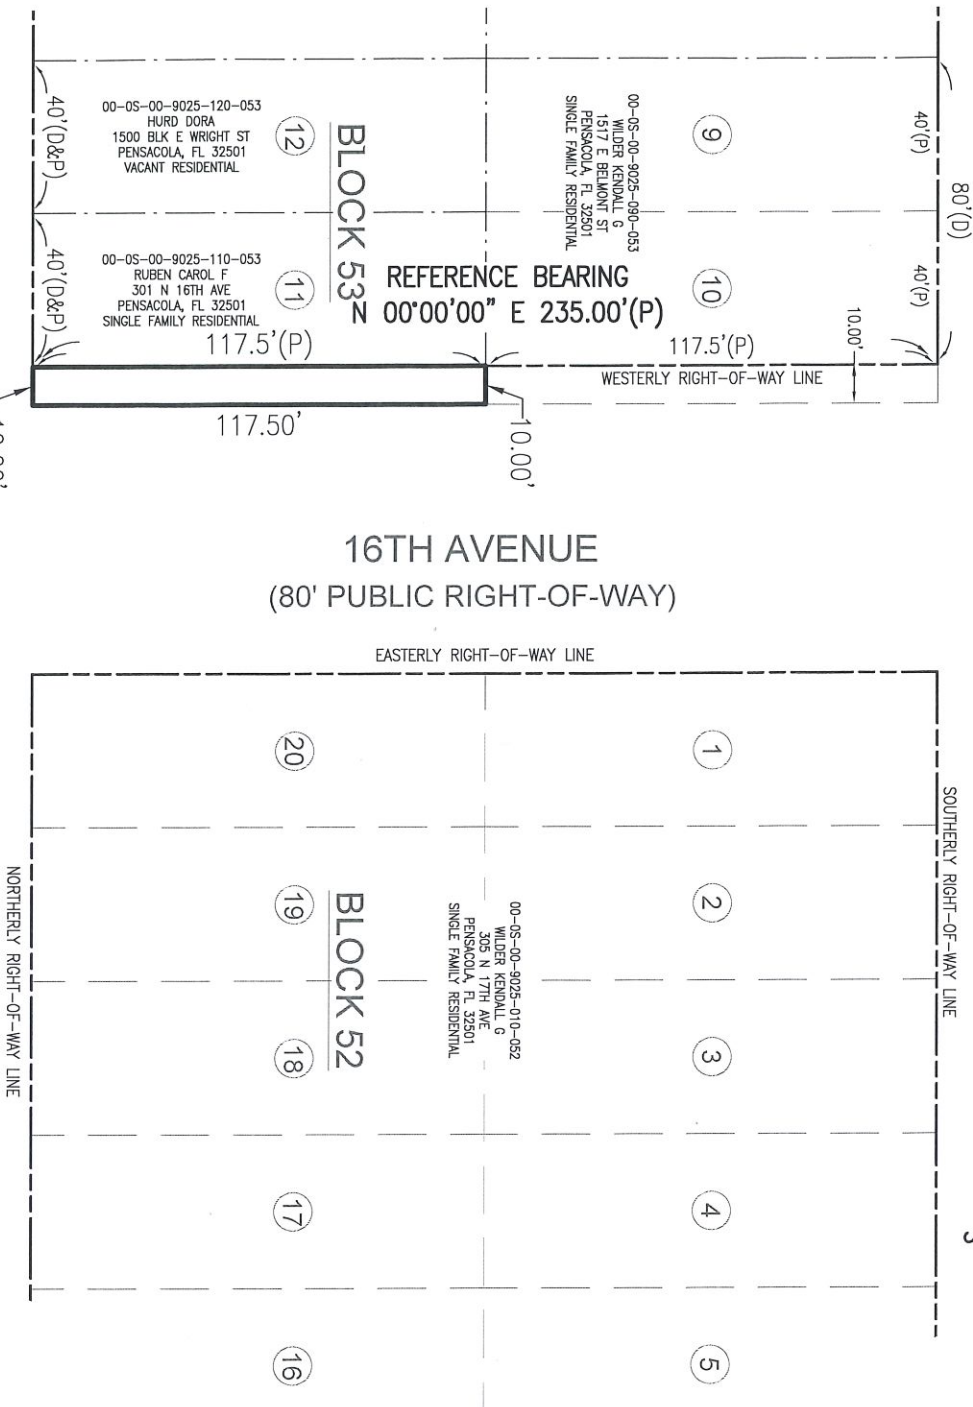 40'(D&P)
00-0S-00-9025-120-053
HURD DORA
1500 BLK E WRIGHT ST
PENSACOLA, FL 32501
VACANT RESIDENTIAL
12
BLOCK 53
00-0S-00-9025-090-053
WILDER KENDALL G
1517 E BELMONT ST
PENSACOLA, FL 32501
SINGLE FAMILY RESIDENTIAL
9
40'(P)
80'(D)
40'(D&P)
00-0S-00-9025-110-053
RUBEN CAROL F
301 N 16TH AVE
PENSACOLA, FL 32501
SINGLE FAMILY RESIDENTIAL
11
REFERENCE BEARING
N 00°00'00" E 235.00'(P)
10
40'(P)
117.5'(P)
117.5'(P)
10.00'
WESTERLY RIGHT-OF-WAY LINE
117.50'
10.00'
16TH AVENUE
(80' PUBLIC RIGHT-OF-WAY)
EASTERLY RIGHT-OF-WAY LINE
20
1
SOUTHERLY RIGHT-OF-WAY LINE
19
BLOCK 52
00-0S-00-9025-010-052
WILDER KENDALL G
305 N 17TH AVE
PENSACOLA, FL 32501
SINGLE FAMILY RESIDENTIAL
2
NORTHERLY RIGHT-OF-WAY LINE
18
3
17
4
16
5